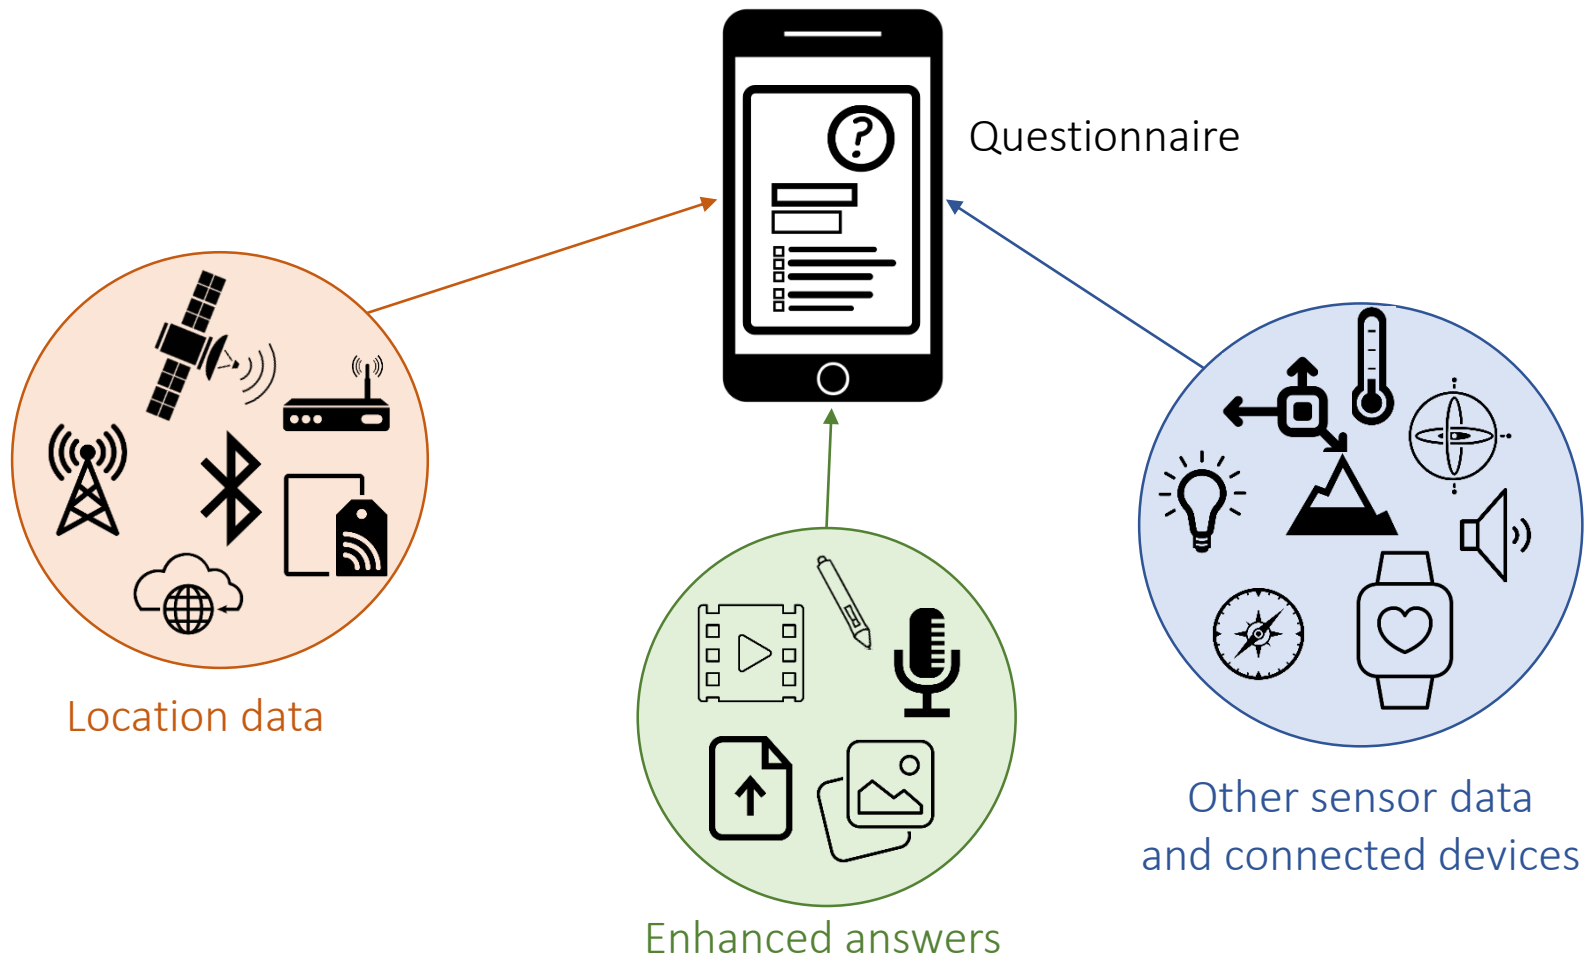 ?
Questionnaire
Location data
Other sensor data
and connected devices
Enhanced answers